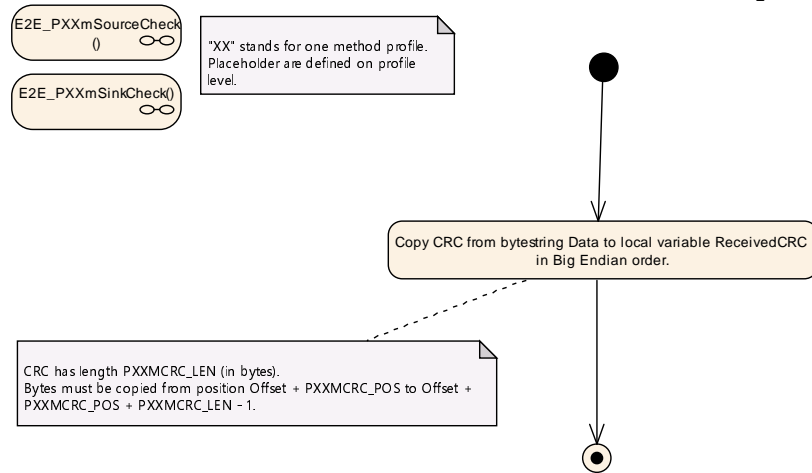 E2E_PXXmSourceCheck
()
"XX" stands for one method profile.
Placeholder are defined on profile
level.
E2E_PXXmSinkCheck()
Copy CRC from bytestring Data to local variable ReceivedCRC
in Big Endian order.
CRC has length PXXMCRC_LEN (in bytes).
Bytes must be copied from position Offset + PXXMCRC_POS to Offset +
PXXMCRC_POS + PXXMCRC_LEN - 1.